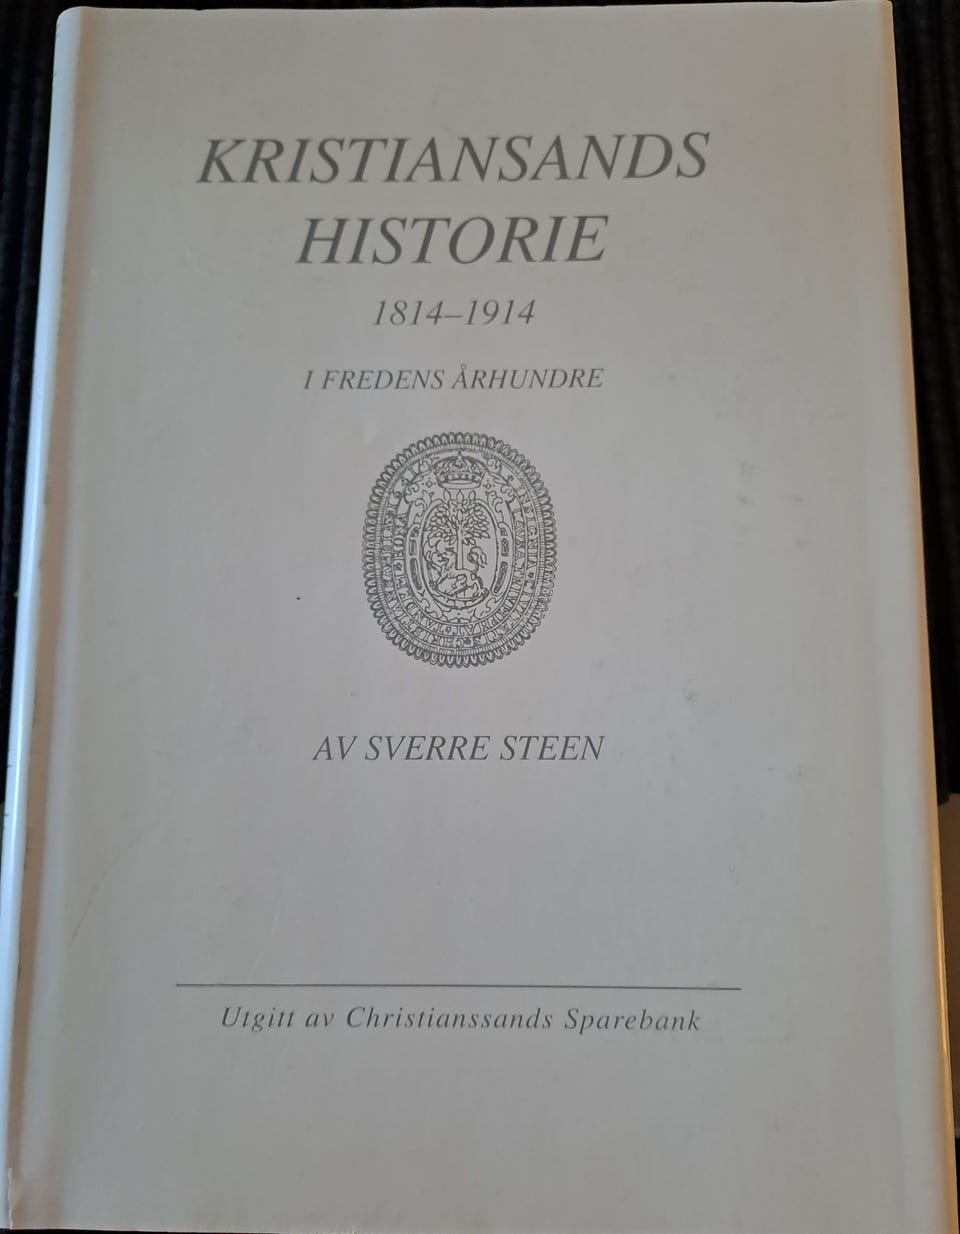 KRISTIANSANDS
HISTORIE
1814–1914
I FREDENS ÅRHUNDRE
AV SVERRE STEEN
Utgitt av Christianssands Sparebank